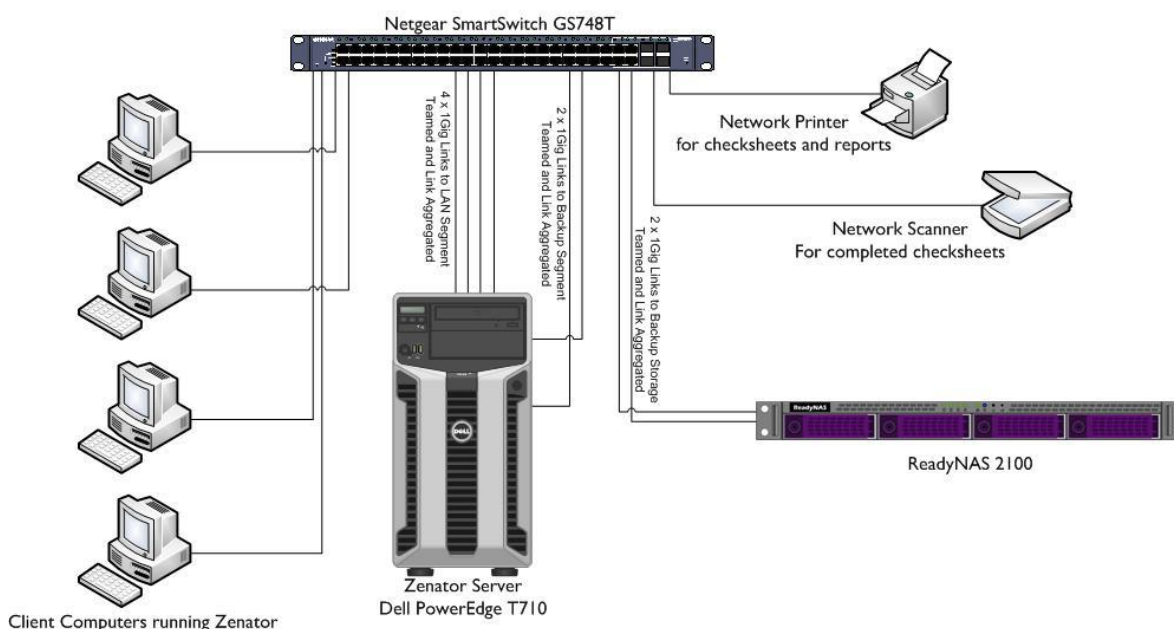 Netgear SmartSwitch GS748T
NETGEAR
4 x 1Gig Links to LAN Segment
Teamed and Link Aggregated
2 x 1Gig Links to Backup Segment
Teamed and Link Aggregated
2 x 1Gig Links to Backup Storage
Teamed and Link Aggregated
Network Printer
for checksheets and reports
Network Scanner
For completed checksheets
DELL
ReadyNAS
ReadyNAS 2100
Zenator Server
Dell PowerEdge T710
Client Computers running Zenator